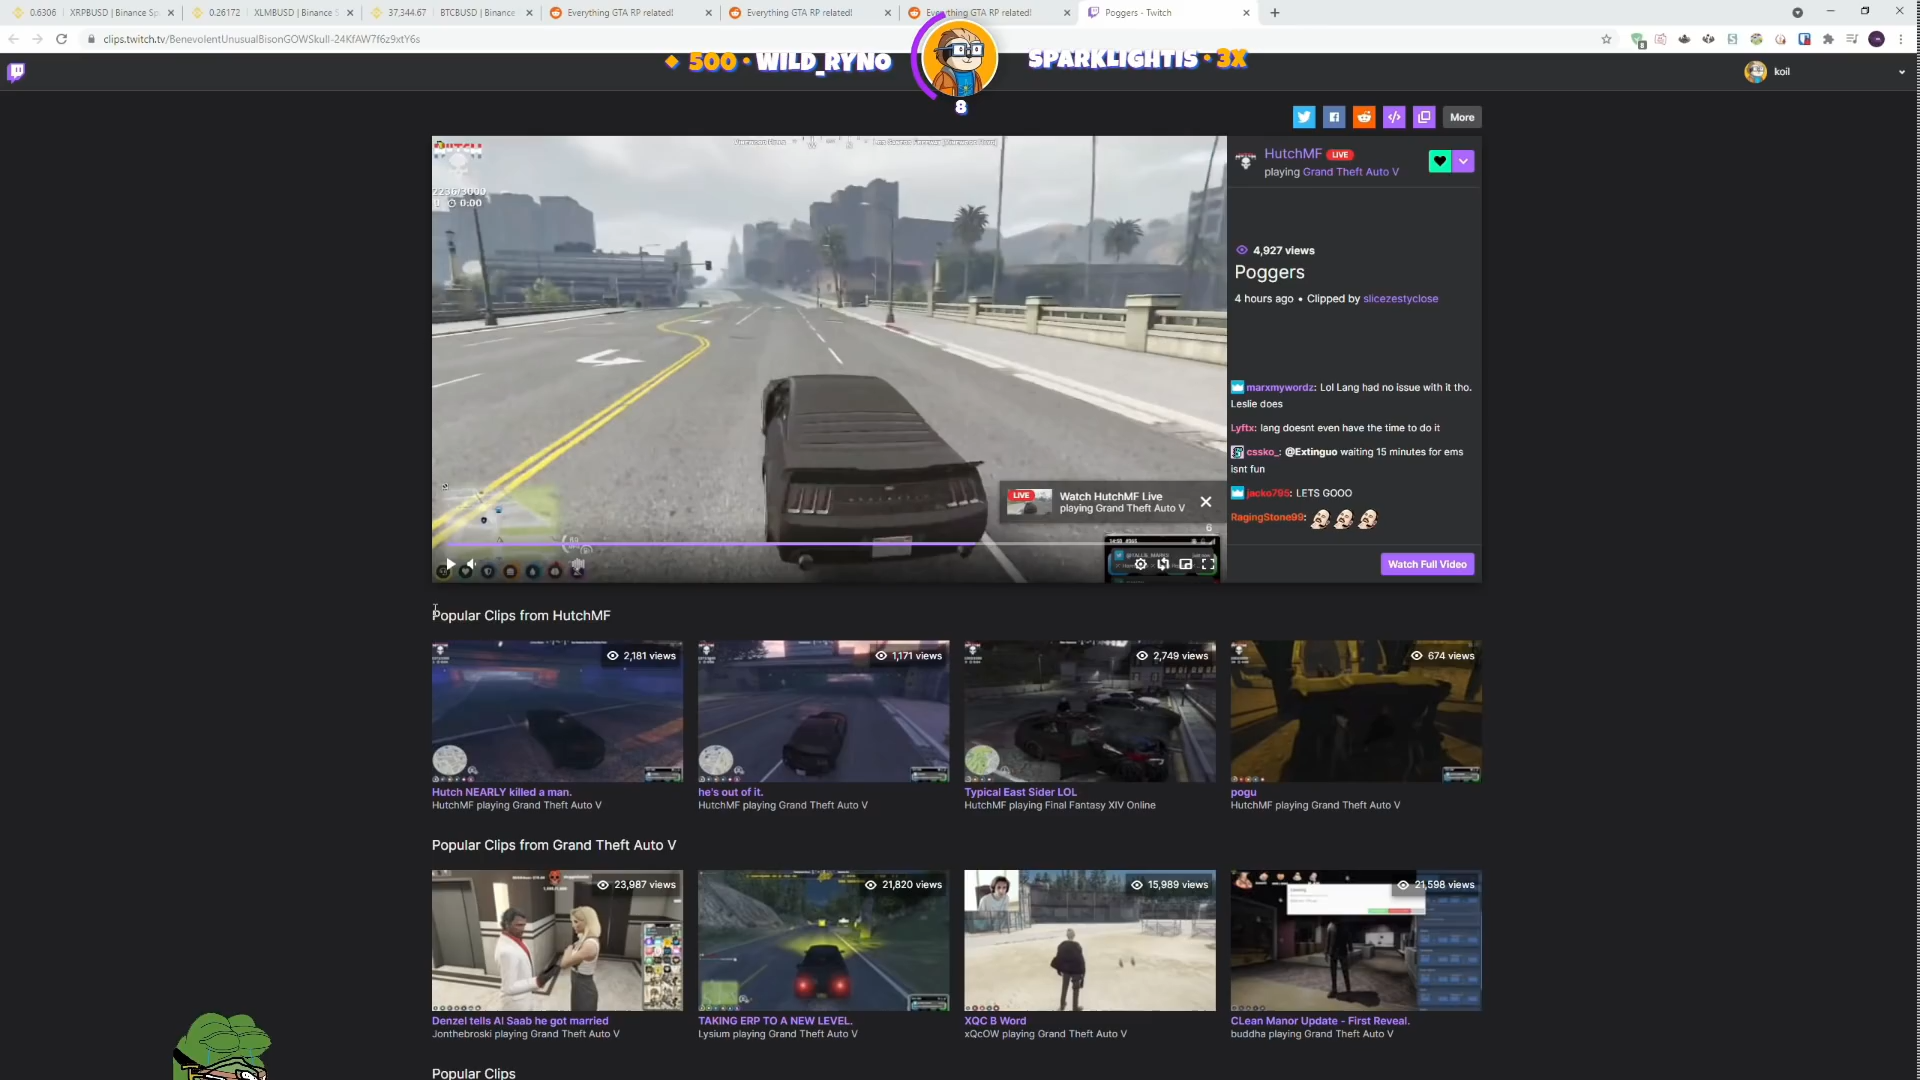 0.6306 | XRPBUSD | Binance Sp
0.26172 | XLMBUSD | Binance S
37,344.67 | BTCBUSD | Binance
Everything GTA RP related!
Everything GTA RP related!
Everything GTA RP related!
Poggers - Twitch
clips.twitch.tv/BenevolentUnusualBisonGOWSkull-24KfAW7f6z9xtY6s
500 • WILD_RYNO
8
SPARKLIGHTIS • 3X
koil
More
2236/3000
0:00
HutchMF LIVE
playing Grand Theft Auto V
4,927 views
Poggers
4 hours ago • Clipped by slicezestyclose
marxmywordz: Lol Lang had no issue with it tho.
Leslie does
Lyftx: lang doesnt even have the time to do it
cssko_: @Extinguo waiting 15 minutes for ems
isnt fun
jacko795: LETS GOOO
RagingStone99:
Watch Full Video
LIVE
Watch HutchMF Live
playing Grand Theft Auto V
6
Popular Clips from HutchMF
2,181 views
1,171 views
2,749 views
674 views
Hutch NEARLY killed a man.
HutchMF playing Grand Theft Auto V
he's out of it.
HutchMF playing Grand Theft Auto V
Typical East Sider LOL
HutchMF playing Final Fantasy XIV Online
pogu
HutchMF playing Grand Theft Auto V
Popular Clips from Grand Theft Auto V
23,987 views
21,820 views
15,989 views
21,598 views
Denzel tells Al Saab he got married
Jonthebroski playing Grand Theft Auto V
TAKING ERP TO A NEW LEVEL.
Lysium playing Grand Theft Auto V
XQC B Word
xQcOW playing Grand Theft Auto V
CLean Manor Update - First Reveal.
buddha playing Grand Theft Auto V
Popular Clips